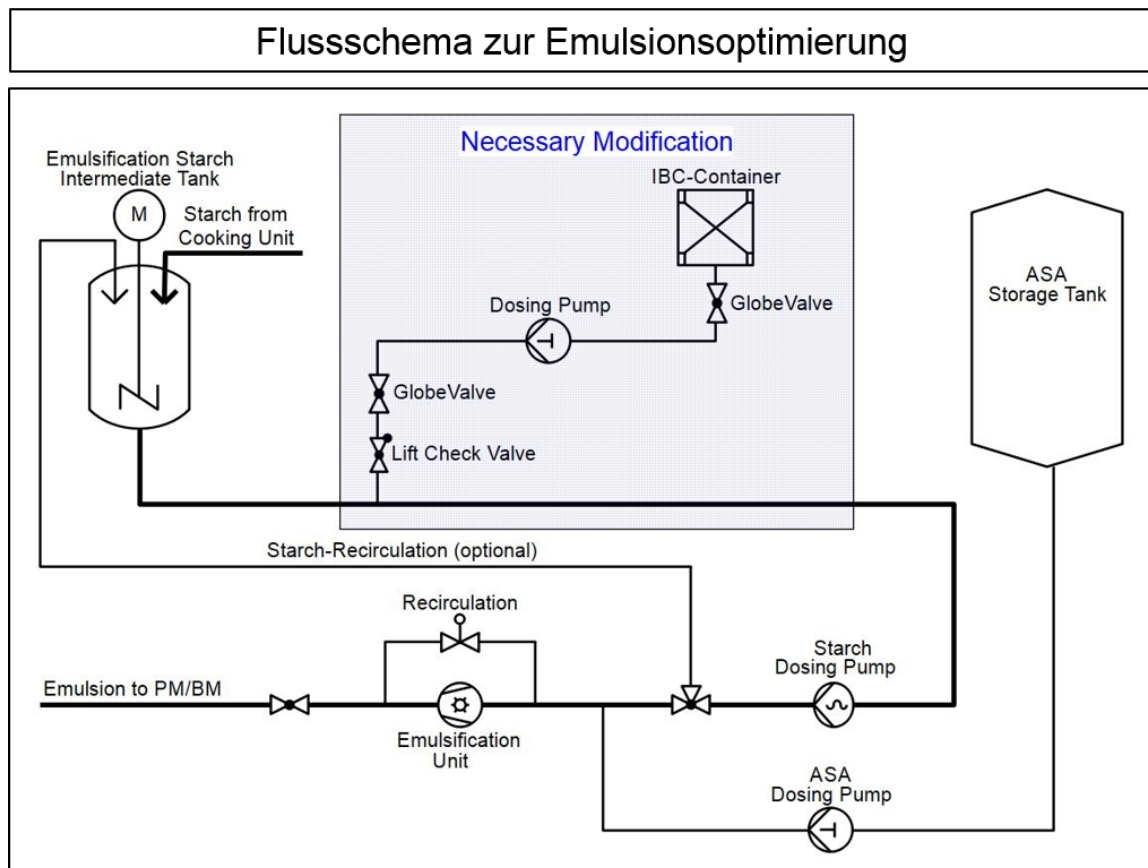 Flussschema zur Emulsionsoptimierung
Necessary Modification
Emulsification Starch
Intermediate Tank
M
Starch from
Cooking Unit
IBC-Container
ASA
Storage Tank
Dosing Pump
GlobeValve
GlobeValve
Lift Check Valve
Starch-Recirculation (optional)
Recirculation
Starch
Dosing Pump
Emulsion to PM/BM
Emulsification
Unit
ASA
Dosing Pump